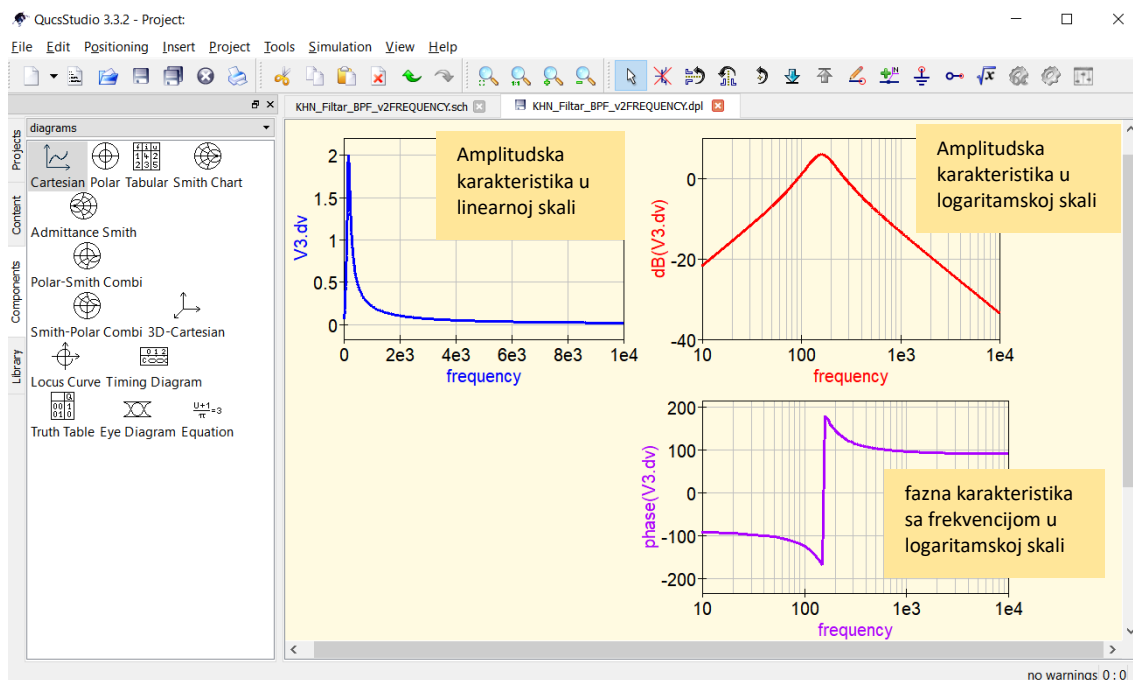 QucsStudio 3.3.2 - Project:
File Edit Positioning Insert Project Tools Simulation View Help
KHN_Filtar_BPF_v2FREQUENCY.sch
KHN_Filtar_BPF_v2FREQUENCY.dpl
Projects
Content
Components
Library
diagrams
Cartesian Polar Tabular Smith Chart
Admittance Smith
Polar-Smith Combi
Smith-Polar Combi 3D-Cartesian
Locus Curve Timing Diagram
Truth Table Eye Diagram Equation
V3.dv
2
1.5
1
0.5
0
0 2e3 4e3 6e3 8e3 1e4
frequency
Amplitudska
karakteristika u
linearnoj skali
dB(V3.dv)
0
-20
-40
10 100 1e3 1e4
frequency
Amplitudska
karakteristika u
logaritamskoj skali
phase(V3.dv)
200
100
0
-100
-200
10 100 1e3 1e4
frequency
fazna karakteristika
sa frekvencijom u
logaritamskoj skali
no warnings 0 : 0